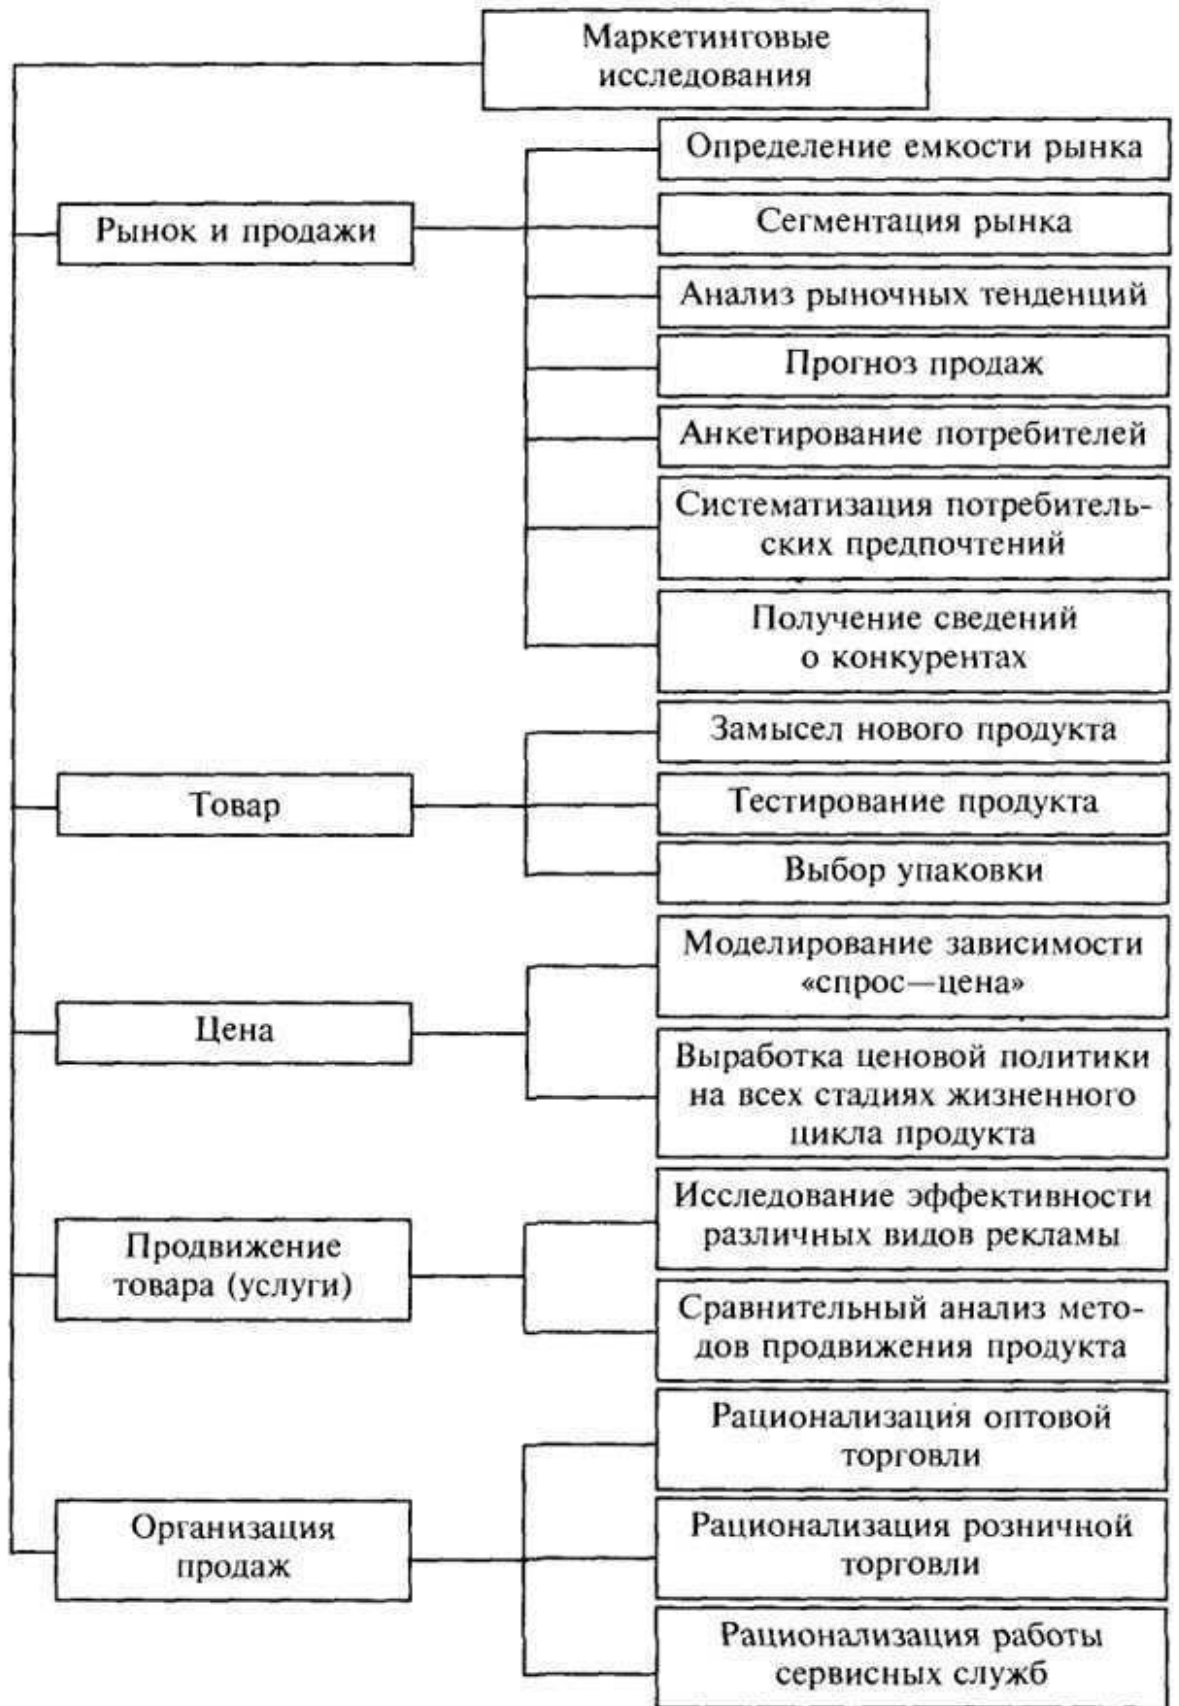 Маркетинговые
исследования
Рынок и продажи
Определение емкости рынка
Сегментация рынка
Анализ рыночных тенденций
Прогноз продаж
Анкетирование потребителей
Систематизация потребитель-
ских предпочтений
Получение сведений
о конкурентах
Товар
Замысел нового продукта
Тестирование продукта
Выбор упаковки
Цена
Моделирование зависимости
«спрос—цена»
Выработка ценовой политики
на всех стадиях жизненного
цикла продукта
Продвижение
товара (услуги)
Исследование эффективности
различных видов рекламы
Сравнительный анализ мето-
дов продвижения продукта
Организация
продаж
Рационализация оптовой
торговли
Рационализация розничной
торговли
Рационализация работы
сервисных служб